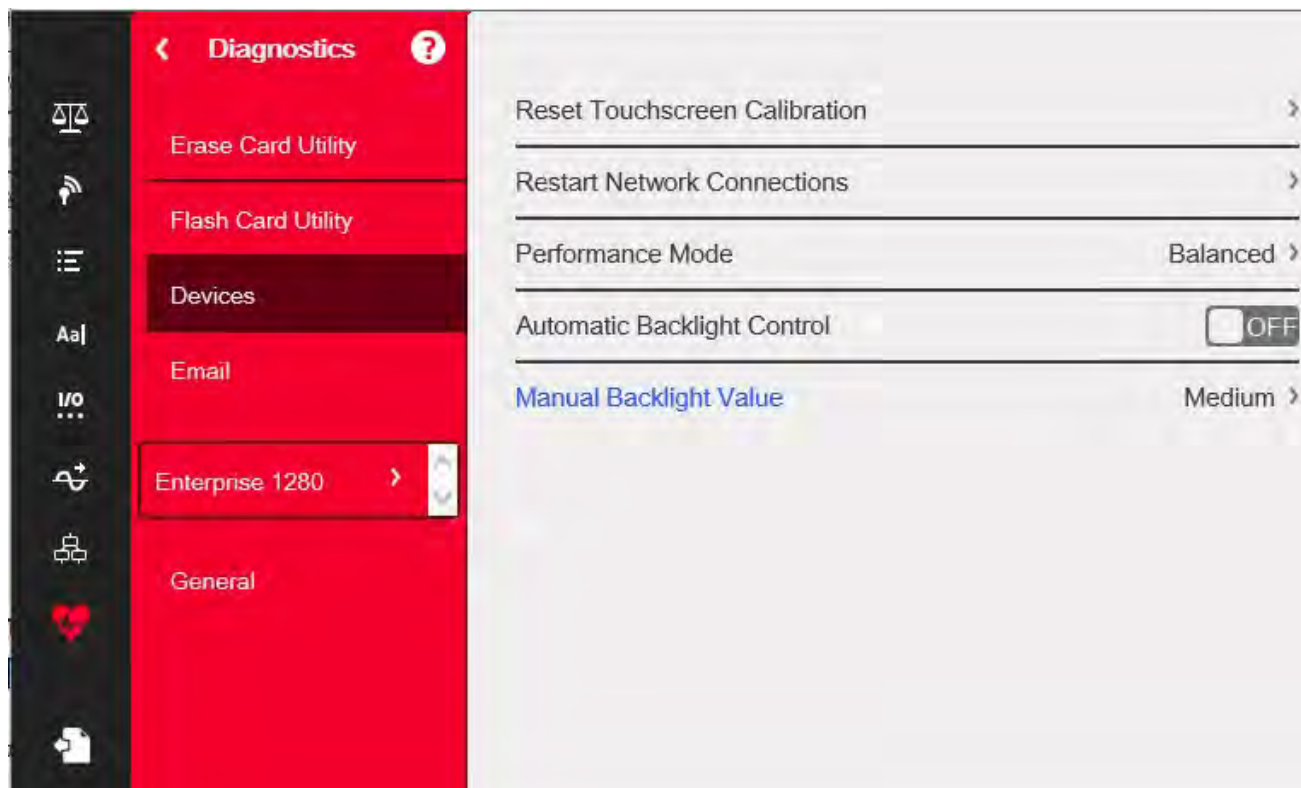 Diagnostics
?
Erase Card Utility
Flash Card Utility
Devices
Email
Enterprise 1280
General
Aa
I/O
Reset Touchscreen Calibration
Restart Network Connections
Performance Mode Balanced
Automatic Backlight Control OFF
Manual Backlight Value Medium